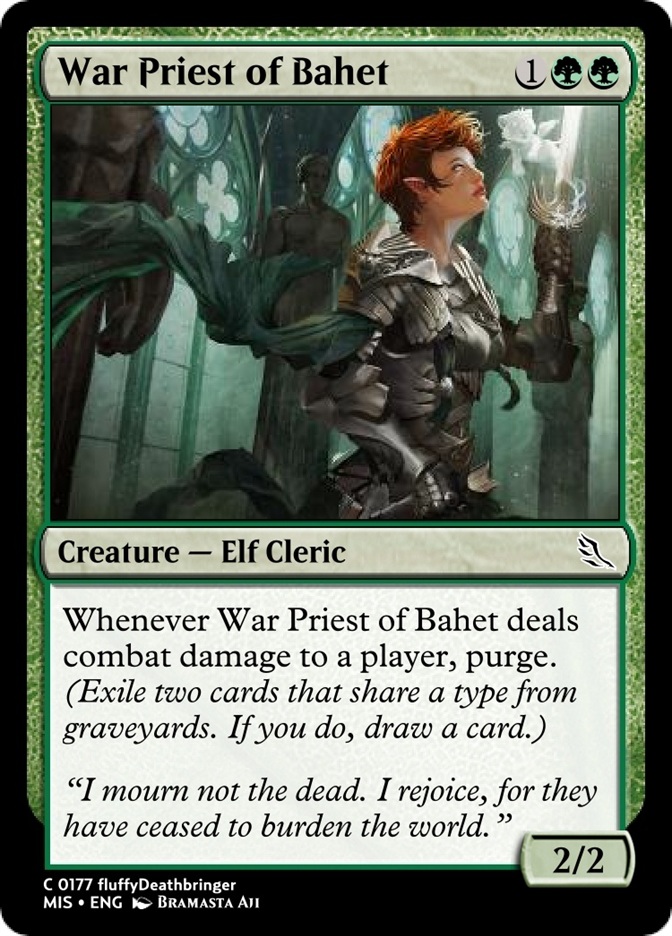 War Priest of Bahet 1
Creature — Elf Cleric
Whenever War Priest of Bahet deals
combat damage to a player, purge.
(Exile two cards that share a type from
graveyards. If you do, draw a card.)
“I mourn not the dead. I rejoice, for they
have ceased to burden the world.”
2/2
C 0177 fluffyDeathbringer
MIS • ENG Bramasta Aji